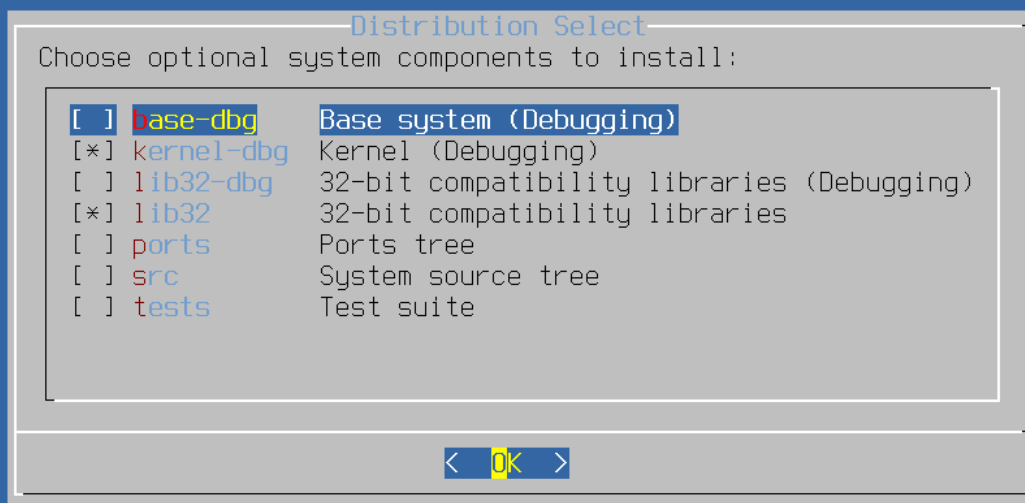 Distribution Select
Choose optional system components to install:
[ ] base-dbg Base system (Debugging)
[*] kernel-dbg Kernel (Debugging)
[ ] lib32-dbg 32-bit compatibility libraries (Debugging)
[*] lib32 32-bit compatibility libraries
[ ] ports Ports tree
[ ] src System source tree
[ ] tests Test suite
< OK >